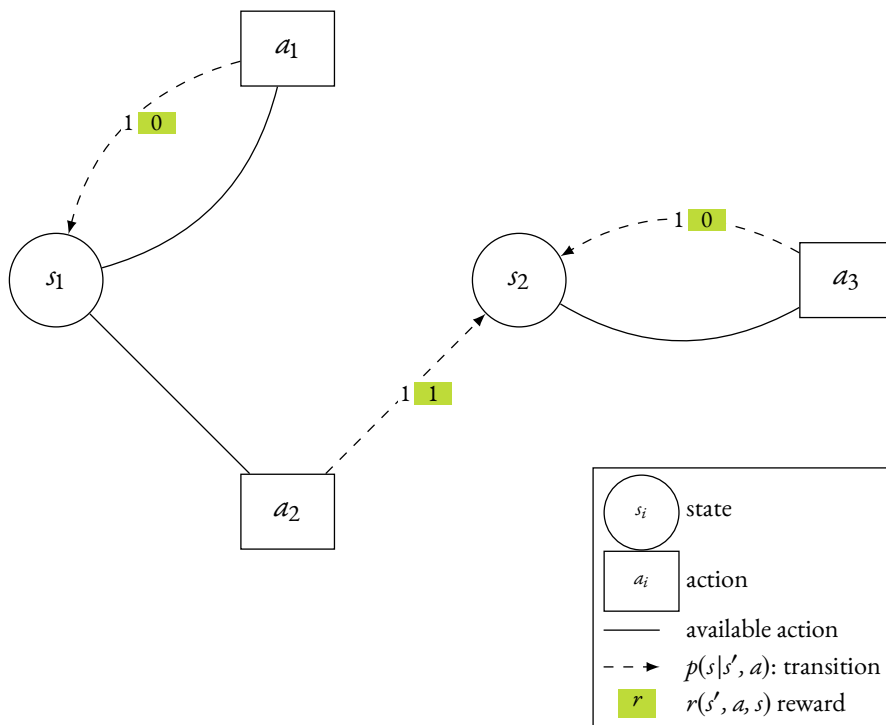 a₁
1 0
s₁
s₂
1 0
a₃
1 1
a₂
sᵢ state
aᵢ action
available action
p(s|s′, a): transition
r r(s′, a, s) reward